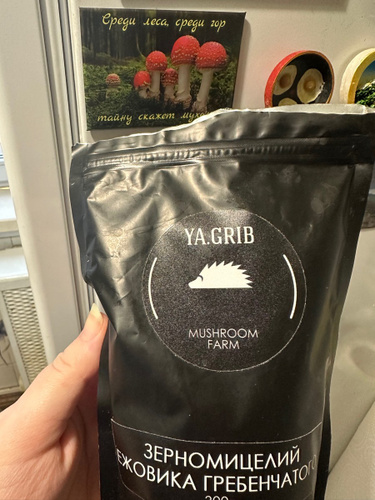 Среди леса, среди гор
тайну скажет
YA.GRIB
MUSHROOM
FARM
ЗЕРНОМИЦЕЛИЙ
ЕЖОВИКА ГРЕБЕНЧАТОГО